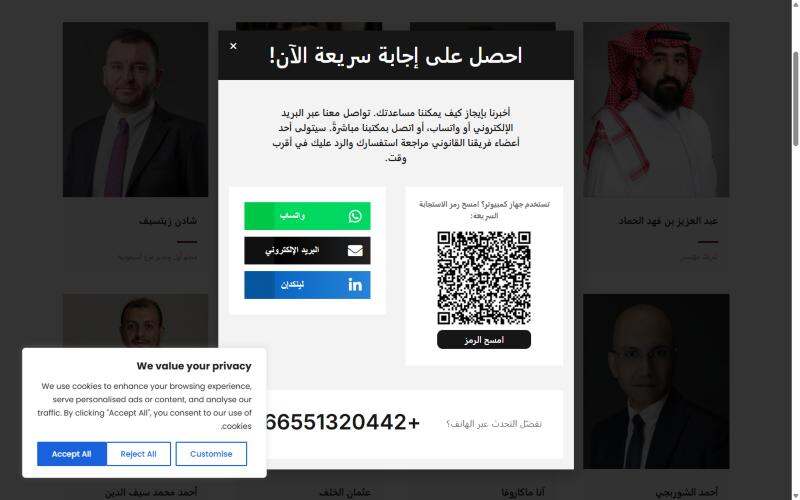 احصل على إجابة سريعة الآن!
×
أخبرنا بإيجاز كيف يمكننا مساعدتك. تواصل معنا عبر البريد
الإلكتروني أو واتساب، أو اتصل بمكتبنا مباشرةً. سيتولى أحد
أعضاء فريقنا القانوني مراجعة استفسارك والرد عليك في أقرب
وقت.
تستخدم جهاز كمبيوتر؟ امسح رمز الاستجابة
السريعة:
امسح الرمز
واتساب
البريد الإلكتروني
لينكدإن
تفضّل التحدث عبر الهاتف؟
66551320442+
We value your privacy
We use cookies to enhance your browsing experience,
serve personalised ads or content, and analyse our
traffic. By clicking "Accept All", you consent to our use of
.cookies
Accept All
Reject All
Customise
عبد العزيز بن فهد الحماد
شريك مؤسس
شادن زيتسيف
أحمد الشوربجي
آنا ماكاروفا
عثمان الخلف
أحمد محمد سيف الدين